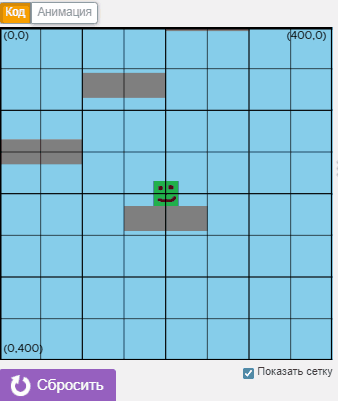 Код Анимация
(0,0) (400,0)
(0,400)
Показать сетку
Сбросить